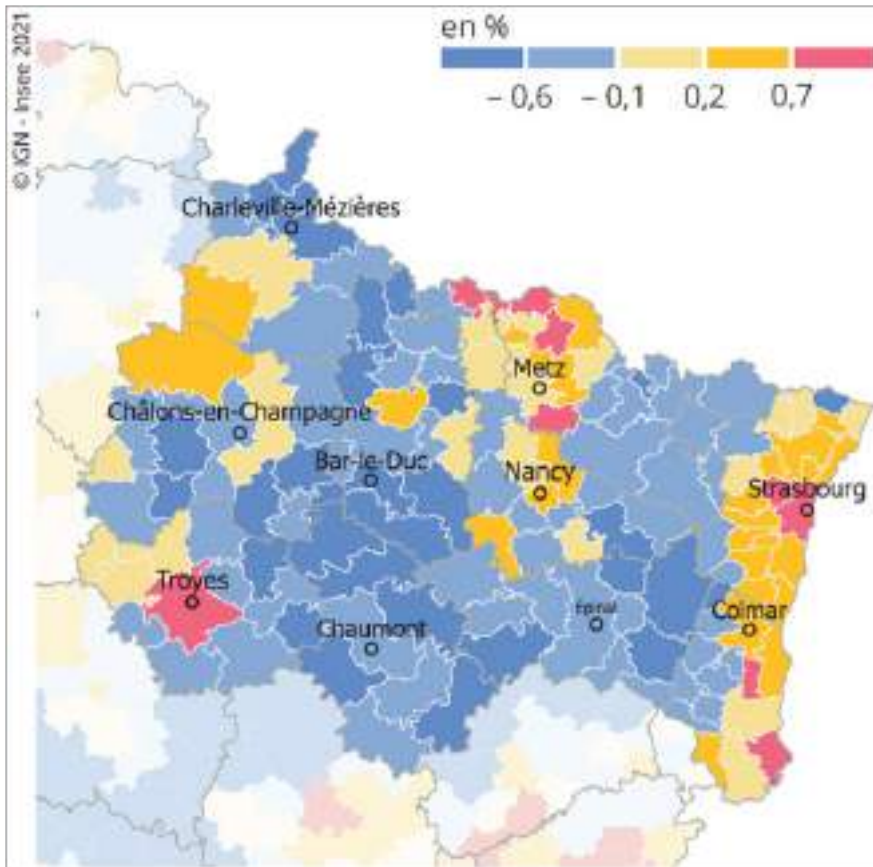 © IGN - Insee 2021
en %
– 0,6 – 0,1 0,2 0,7
Charleville-Mézières
Metz
Châlons-en-Champagne
Bar-le-Duc
Nancy
Strasbourg
Troyes
Chaumont
Epinal
Colmar